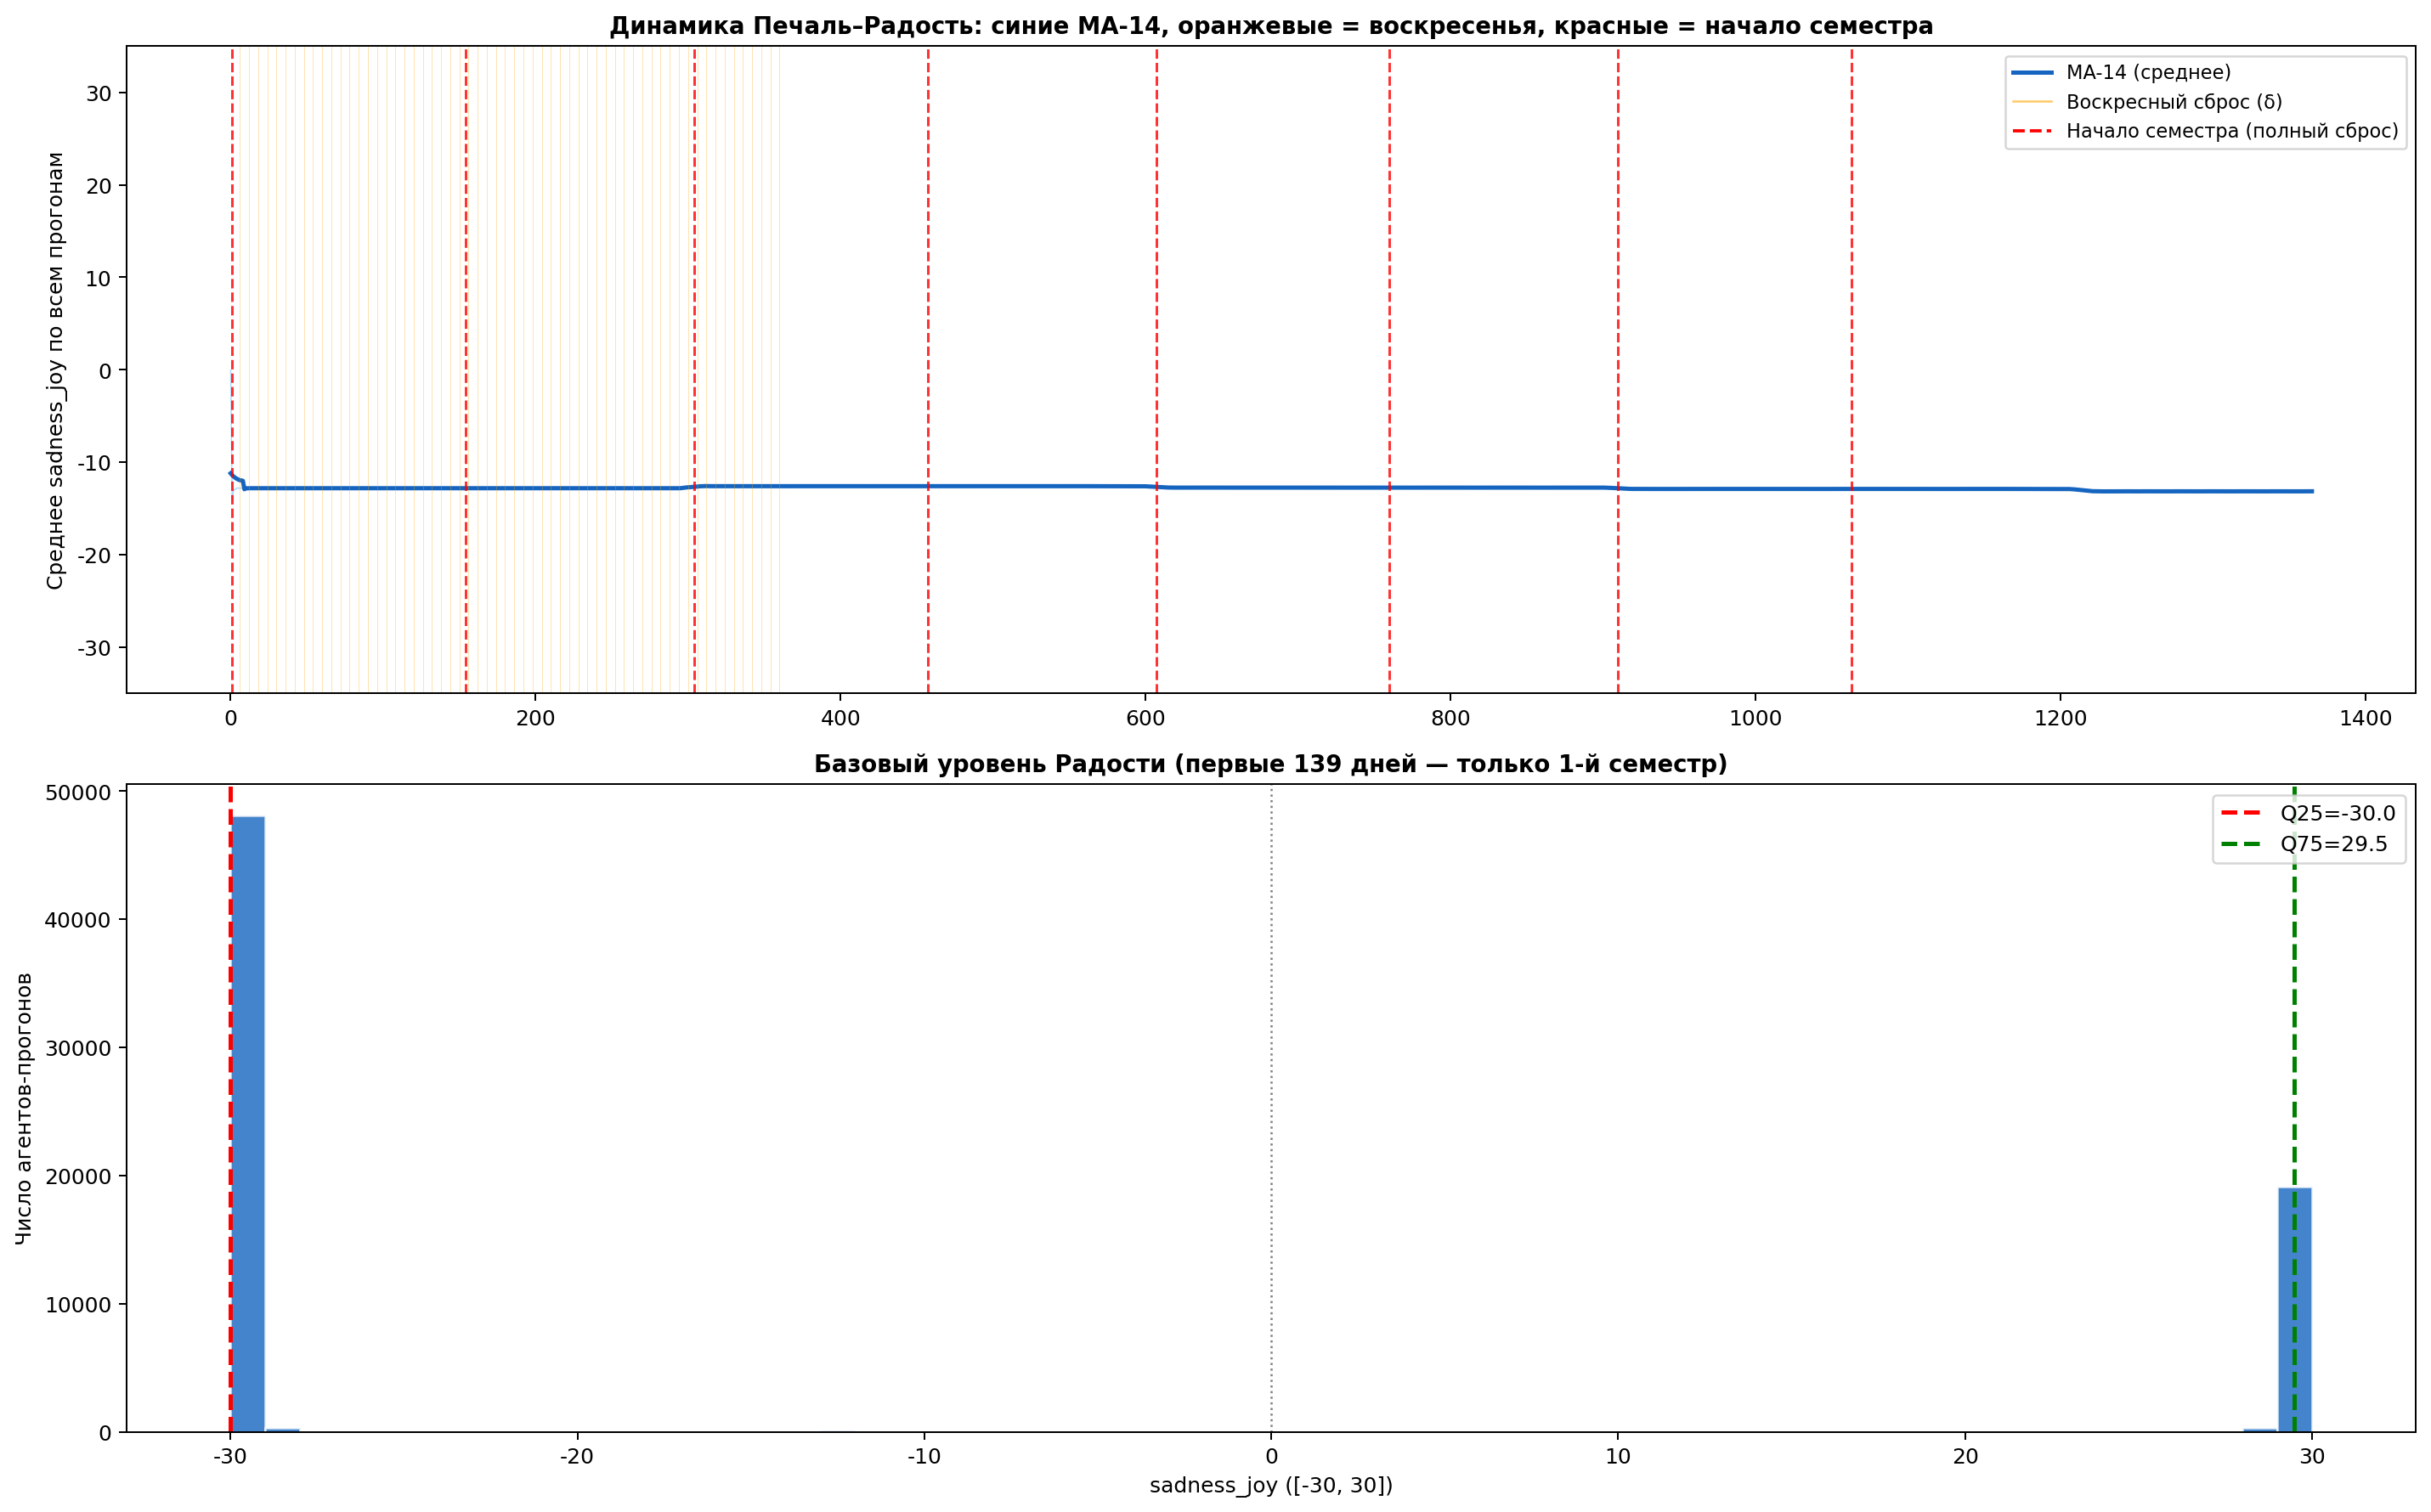 Динамика Печаль–Радость: синие MA-14, оранжевые = воскресенья, красные = начало семестра
Среднее sadness_joy по всем прогонам
30
20
10
0
-10
-20
-30
MA-14 (среднее)
Воскресный сброс (δ)
Начало семестра (полный сброс)
0 200 400 600 800 1000 1200 1400
Базовый уровень Радости (первые 139 дней — только 1-й семестр)
Число агентов-прогонов
50000
40000
30000
20000
10000
0
Q25=-30.0
Q75=29.5
-30 -20 -10 0 10 20 30
sadness_joy ([-30, 30])